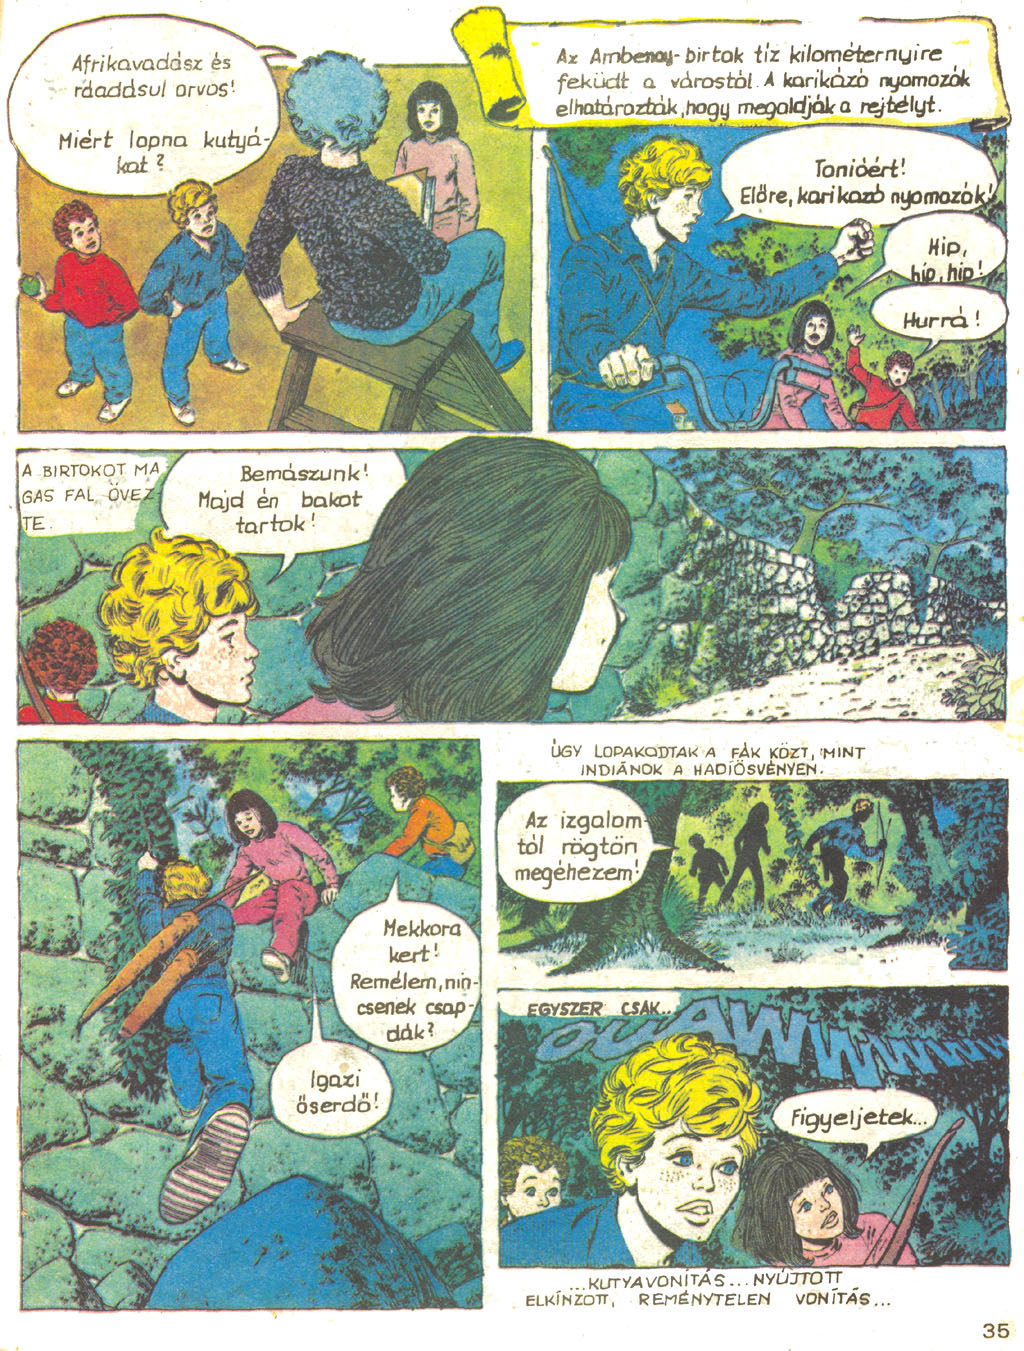 Afrikavadász és
ráadásul orvos!
Miért lopna kutyá-
kat?
Az Ambenay-birtok tíz kilométernyire
feküdt a várostól. A karikázó nyomozók
elhatározták, hogy megoldják a rejtélyt.
Tonióért!
Előre, karikazó nyomozók!
Hip,
hip, hip!
Hurrá!
A BIRTOKOT MA
GAS FAL ÖVEZ
TE.
Bemászunk!
Majd én bakot
tartok!
Mekkora
kert!
Remélem, nin-
csenek csap-
dák?
Igazi
őserdő!
ÚGY LOPAKODTAK A FÁK KÖZT, MINT
INDIÁNOK A HADIÖSVÉNYEN.
Az izgalom-
tól rögtön
megéhezem!
EGYSZER CSAK..
OUAWWWWWWWW
Figyeljetek...
...KUTYAVONÍTÁS... NYÚJTOTT
ELKÍNZOTT, REMÉNYTELEN VONÍTÁS...
35